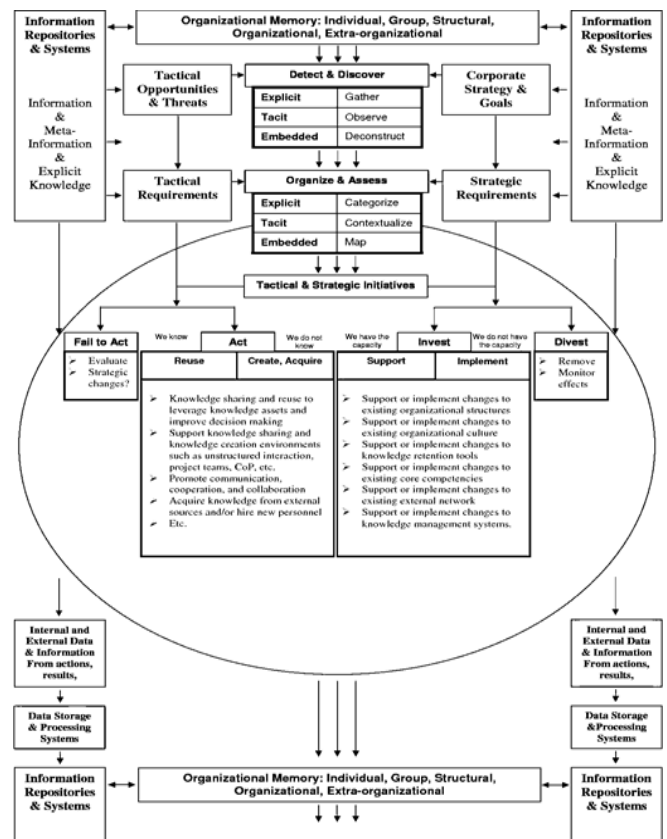 Information
Repositories
& Systems
Organizational Memory: Individual, Group, Structural,
Organizational, Extra-organizational
Information
Repositories
& Systems
Information
&
Meta-
Information
&
Explicit
Knowledge
Tactical
Opportunities
& Threats
Detect & Discover
Explicit Gather
Tacit Observe
Embedded Deconstruct
Corporate
Strategy &
Goals
Information
&
Meta-
Information
&
Explicit
Knowledge
Tactical
Requirements
Organize & Assess
Explicit Categorize
Tacit Contextualize
Embedded Map
Strategic
Requirements
Tactical & Strategic Initiatives
Fail to Act
➢ Evaluate
➢ Strategic
changes?
We know
Act
We do not
know
Reuse
Create, Acquire
➢ Knowledge sharing and reuse to
leverage knowledge assets and
improve decision making
➢ Support knowledge sharing and
knowledge creation environments
such as unstructured interaction,
project teams, CoP, etc.
➢ Promote communication,
cooperation, and collaboration
➢ Acquire knowledge from external
sources and/or hire new personnel
➢ Etc.
We have the
capacity
Invest
We do not have
the capacity
Support
Implement
➢ Support or implement changes to
existing organizational structures
➢ Support or implement changes to
existing organizational culture
➢ Support or implement changes to
knowledge retention tools
➢ Support or implement changes to
existing core competencies
➢ Support or implement changes to
existing external network
➢ Support or implement changes to
knowledge management systems.
Divest
➢ Remove
➢ Monitor
effects
Internal and
External Data
& Information
From actions,
results,
Internal and
External Data
& Information
From actions,
results,
Data Storage
& Processing
Systems
Data Storage
&Processing
Systems
Information
Repositories
& Systems
Organizational Memory: Individual, Group, Structural,
Organizational, Extra-organizational
Information
Repositories
& Systems